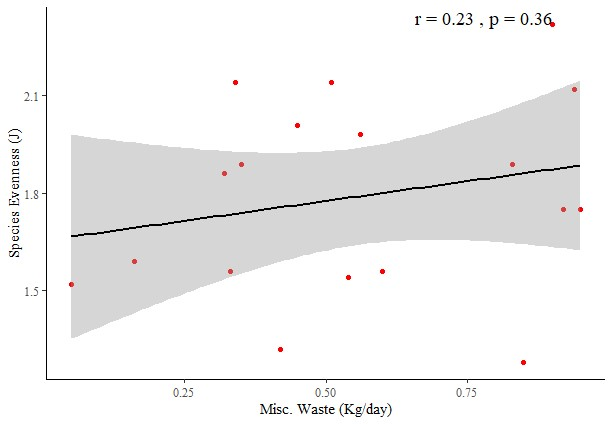 r = 0.23 , p = 0.36
Species Evenness (J)
2.1
1.8
1.5
0.25 0.50 0.75
Misc. Waste (Kg/day)